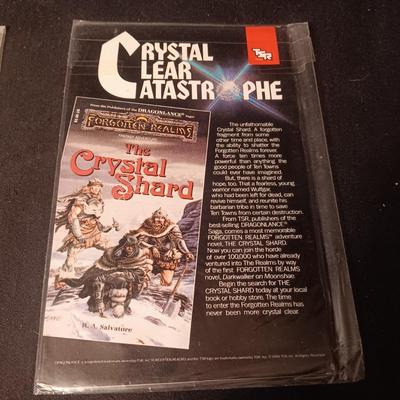 CRYSTAL
CLEAR
CATASTROPHE
TSR
From the Publishers of the DRAGONLANCE® saga
FORGOTTEN REALMS
The
Crystal
Shard
R. A. Salvatore
The unfathomable
Crystal Shard. A forgotten
fragment from some
other time and place, with
the ability to shatter the
Forgotten Realms forever.
A force ten times more
powerful than anything the
good people of Ten Towns
could ever have imagined.
But, there is a shard of
hope, too. That a fearless, young
warrior named Wulfgar,
who had been left for dead, can
revive himself, and reunite his
barbarian tribe in time to save
Ten Towns from certain destruction.
From TSR, publishers of the
best-selling DRAGONLANCE®
Saga, comes a most memorable
FORGOTTEN REALMS™ adventure
novel, THE CRYSTAL SHARD.
Now you can join the horde
of over 100,000 who have already
ventured into The Realms by way
of the first FORGOTTEN REALMS
novel, Darkwalker on Moonshae.
Begin the search for THE
CRYSTAL SHARD today at your local
book or hobby store. The time
to enter the Forgotten Realms has
never been more crystal clear.